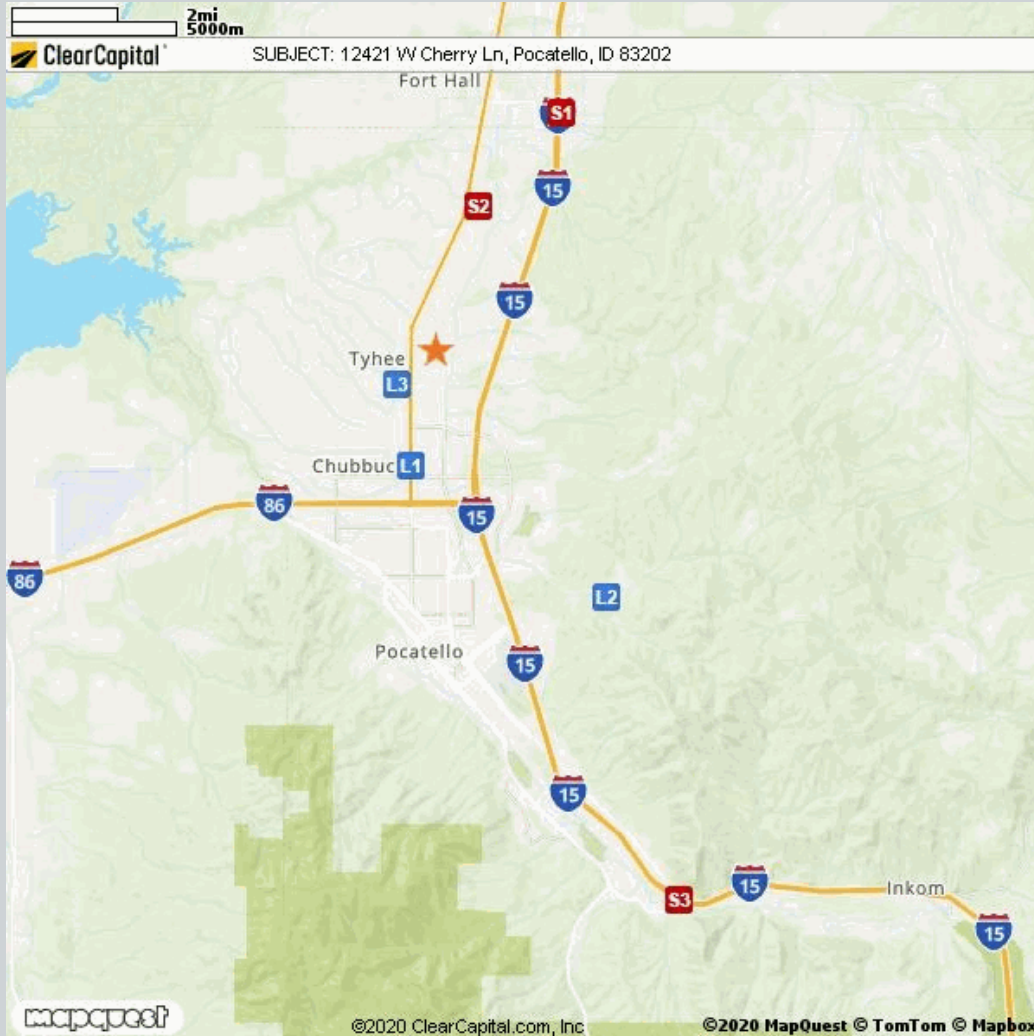 2mi
5000m
ClearCapital SUBJECT: 12421 W Cherry Ln, Pocatello, ID 83202
Fort Hall
S1
15
S2
15
Tyhee
L3
Chubbuc L1
86
15
86
L2
Pocatello
15
15
15
Inkom
S3
15
mapquest
©2020 ClearCapital.com, Inc
©2020 MapQuest © TomTom © Mapbox